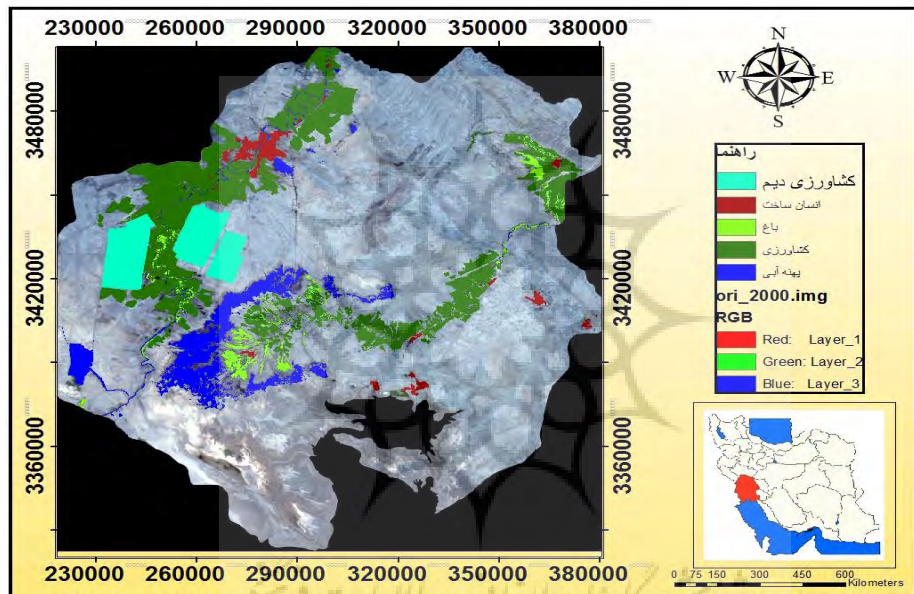 230000 260000 290000 320000 350000 380000
3480000
3420000
3360000
3480000
3420000
3360000
230000 260000 290000 320000 350000 380000
N
W E
S
راهنما
کشاورزی دیم
انسان ساخت
باغ
کشاورزی
پهنه آبی
ori_2000.img
RGB
Red: Layer_1
Green: Layer_2
Blue: Layer_3
0 75 150 300 450 600
Kilometers